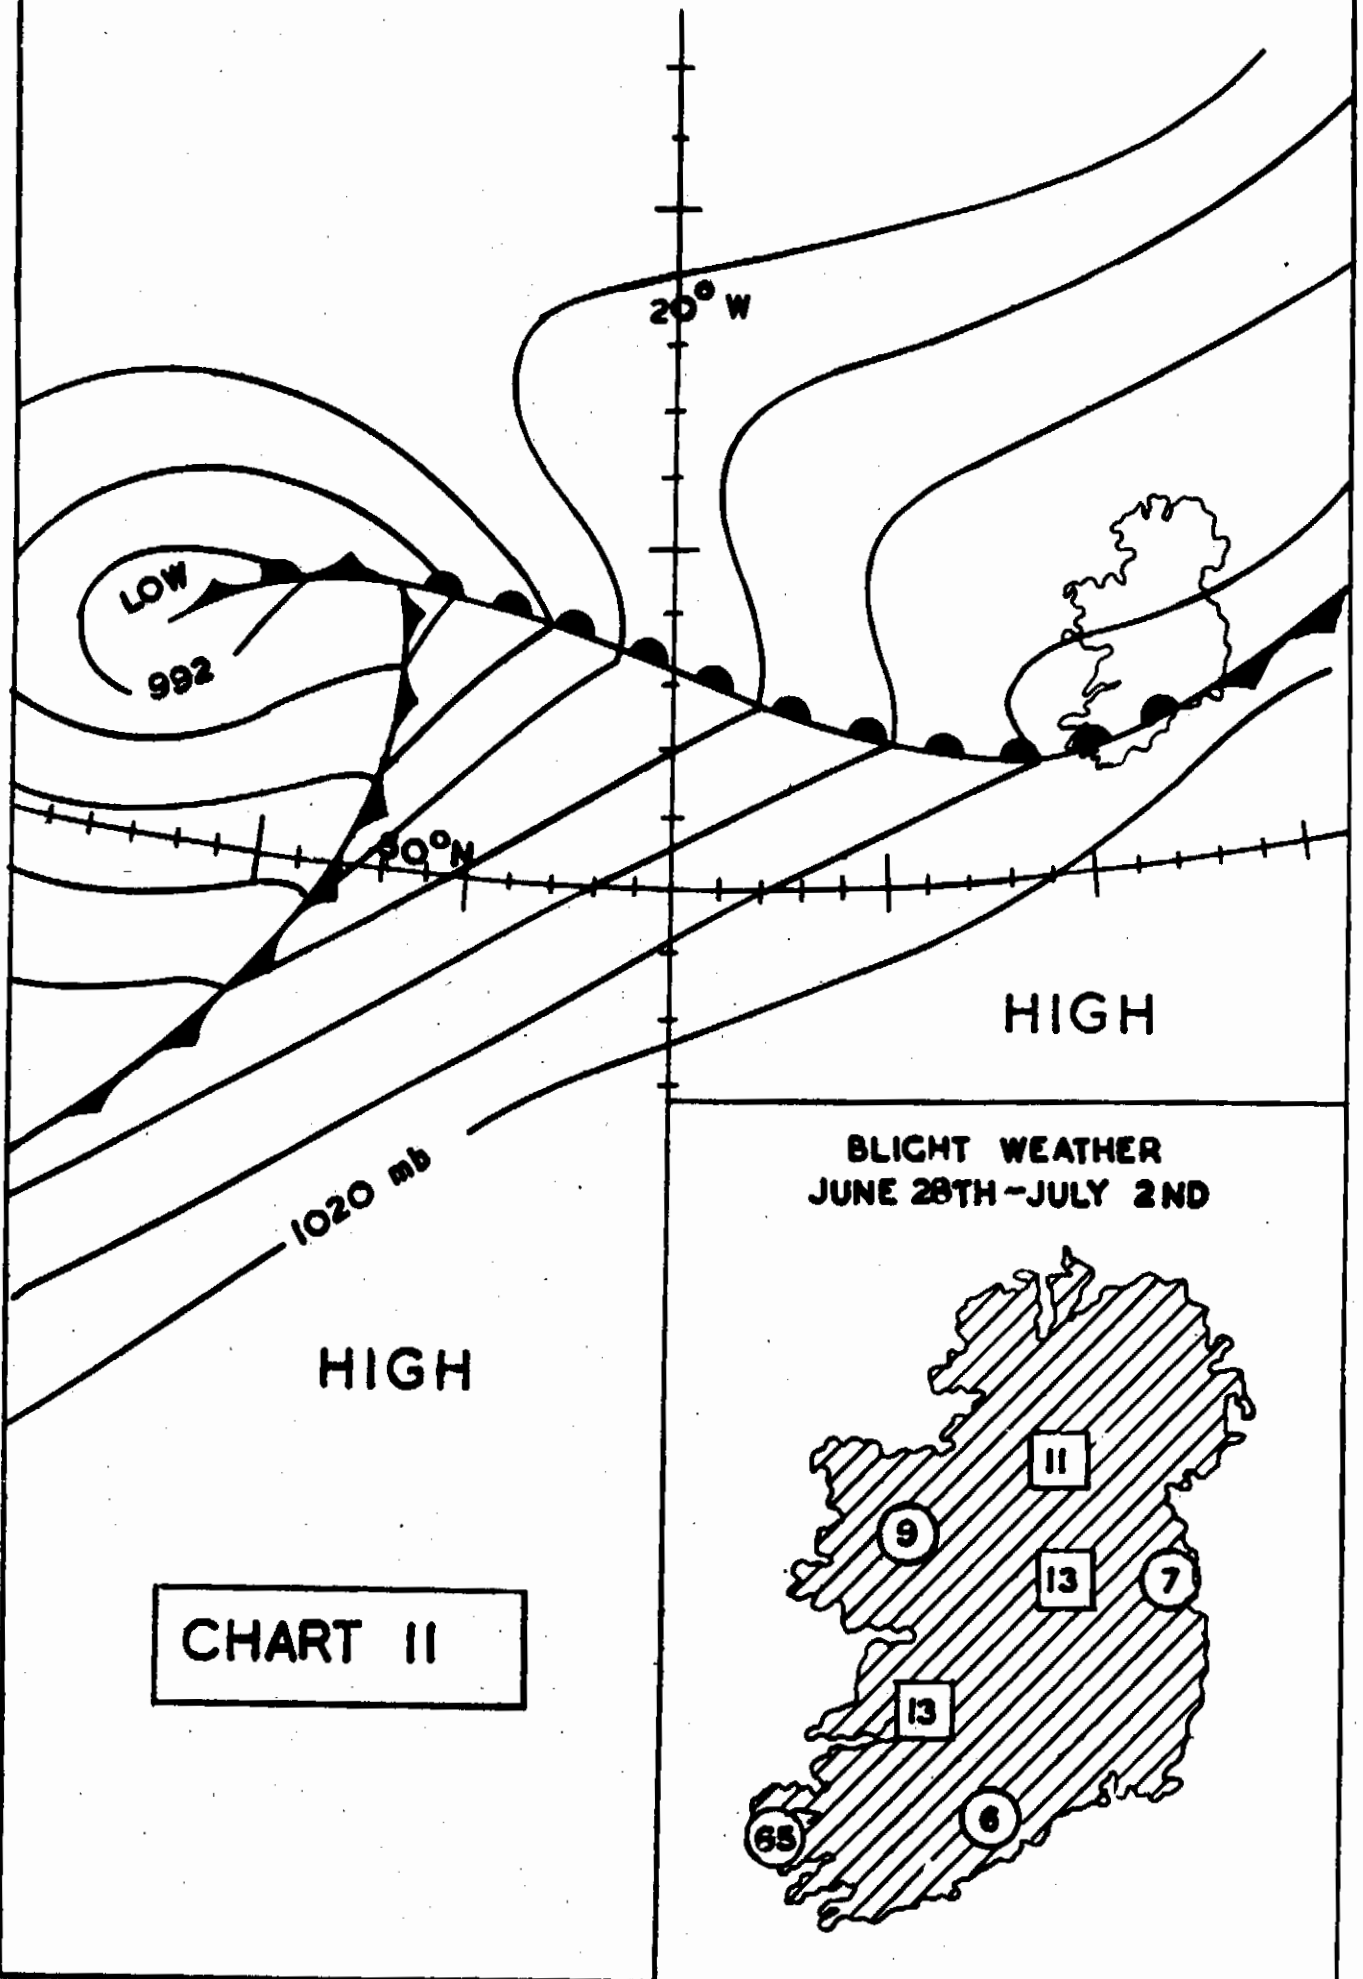 20° W
LOW
992
50°N
HIGH
1020 mb
HIGH
CHART 11
BLIGHT WEATHER
JUNE 28TH-JULY 2ND
11
9
13
7
13
65
6